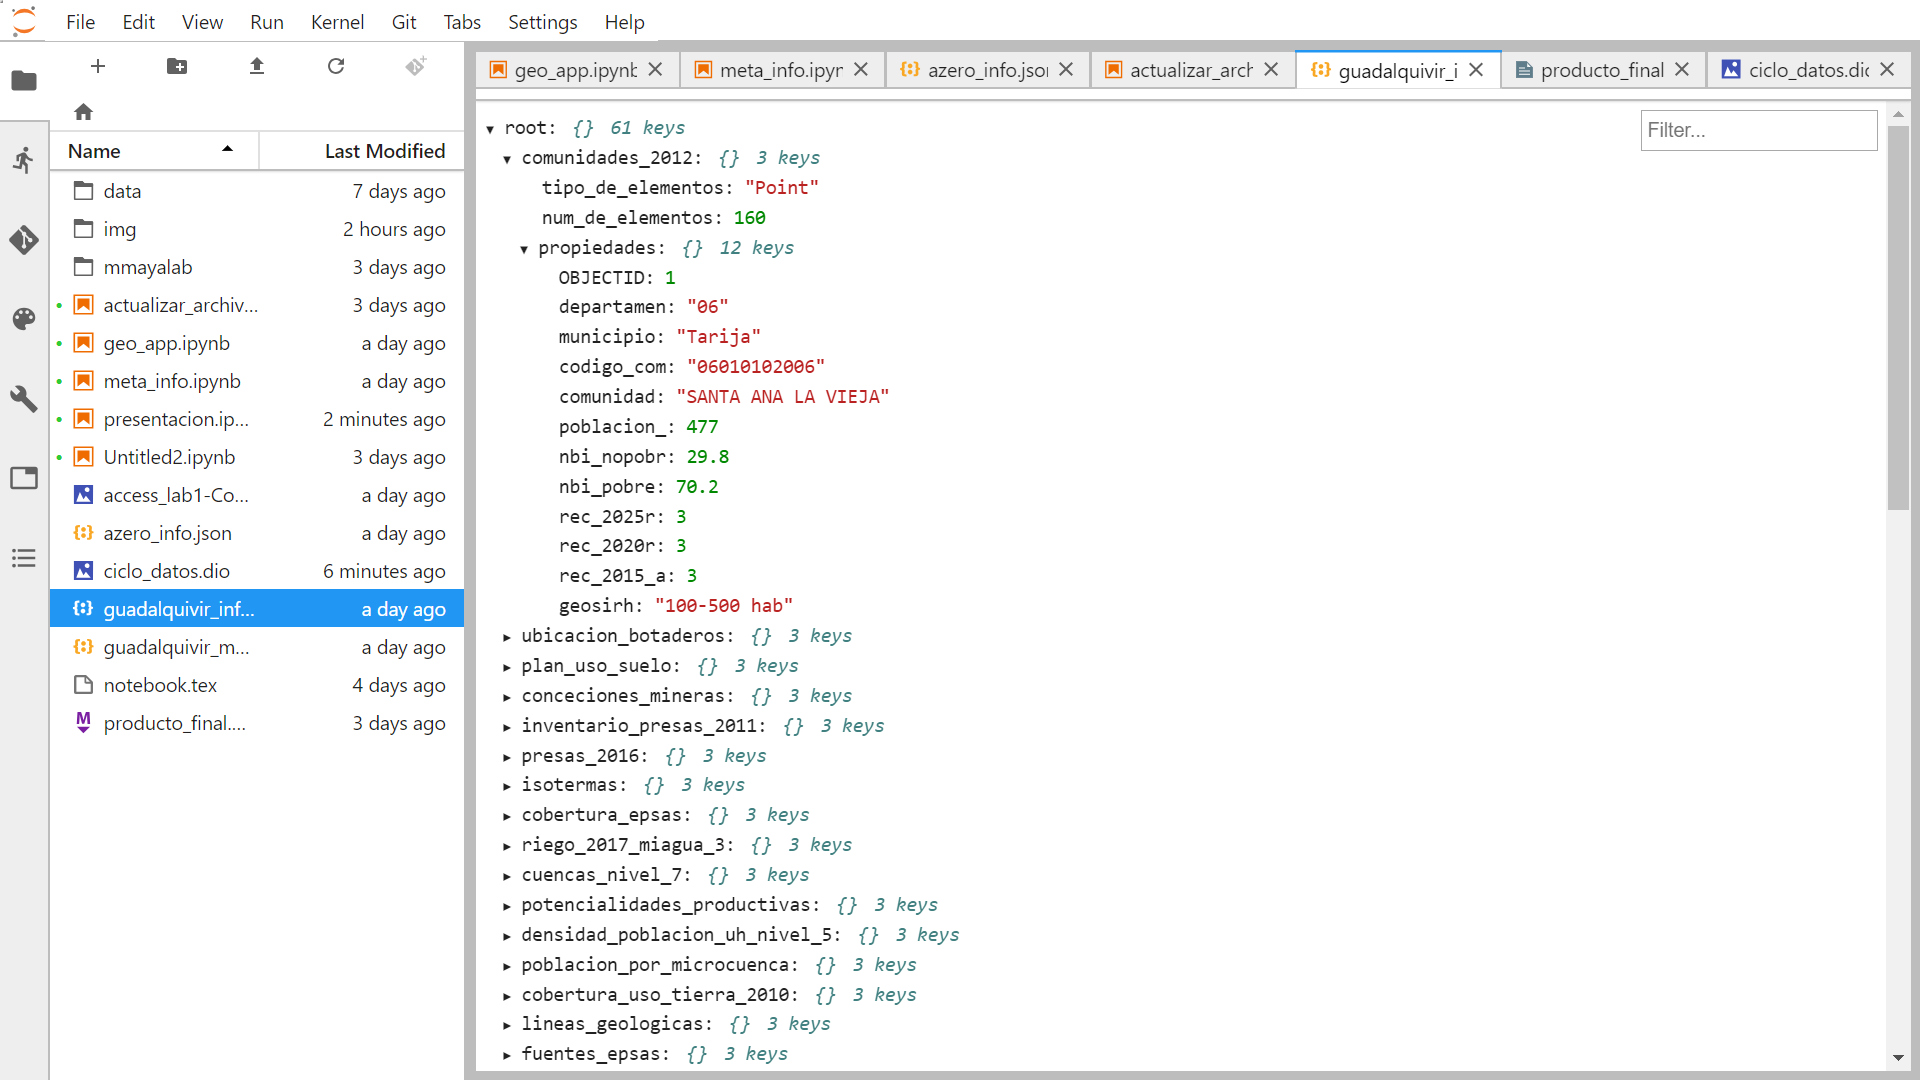 File Edit View Run Kernel Git Tabs Settings Help
geo_app.ipynb meta_info.ipyr azero_info.jsoi actualizar_arch guadalquivir_i producto_final ciclo_datos.dic
Name Last Modified
data 7 days ago
img 2 hours ago
mmayalab 3 days ago
actualizar_archiv... 3 days ago
geo_app.ipynb a day ago
meta_info.ipynb a day ago
presentacion.ip... 2 minutes ago
Untitled2.ipynb 3 days ago
access_lab1-Co... a day ago
azero_info.json a day ago
ciclo_datos.dio 6 minutes ago
guadalquivir_inf... a day ago
guadalquivir_m... a day ago
notebook.tex 4 days ago
producto_final.... 3 days ago
Filter...
root: {} 61 keys
comunidades_2012: {} 3 keys
tipo_de_elementos: "Point"
num_de_elementos: 160
propiedades: {} 12 keys
OBJECTID: 1
departamen: "06"
municipio: "Tarija"
codigo_com: "06010102006"
comunidad: "SANTA ANA LA VIEJA"
poblacion_: 477
nbi_nopobr: 29.8
nbi_pobre: 70.2
rec_2025r: 3
rec_2020r: 3
rec_2015_a: 3
geosirh: "100-500 hab"
ubicacion_botaderos: {} 3 keys
plan_uso_suelo: {} 3 keys
conceciones_mineras: {} 3 keys
inventario_presas_2011: {} 3 keys
presas_2016: {} 3 keys
isotermas: {} 3 keys
cobertura_epsas: {} 3 keys
riego_2017_miagua_3: {} 3 keys
cuencas_nivel_7: {} 3 keys
potencialidades_productivas: {} 3 keys
densidad_poblacion_uh_nivel_5: {} 3 keys
poblacion_por_microcuenca: {} 3 keys
cobertura_uso_tierra_2010: {} 3 keys
lineas_geologicas: {} 3 keys
fuentes_epsas: {} 3 keys